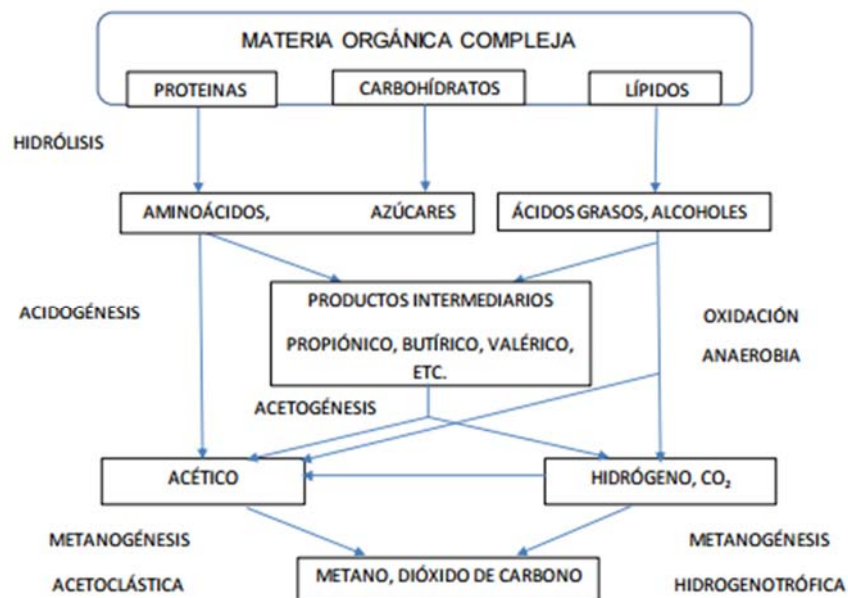 MATERIA ORGÁNICA COMPLEJA
PROTEINAS
CARBOHÍDRATOS
LÍPIDOS
HIDRÓLISIS
AMINOÁCIDOS, AZÚCARES
ÁCIDOS GRASOS, ALCOHOLES
ACIDOGÉNESIS
PRODUCTOS INTERMEDIARIOS
PROPIÓNICO, BUTÍRICO, VALÉRICO,
ETC.
OXIDACIÓN
ANAEROBIA
ACETOGÉNESIS
ACÉTICO
HIDRÓGENO, CO₂
METANOGÉNESIS
ACETOCLÁSTICA
METANO, DIÓXIDO DE CARBONO
METANOGÉNESIS
HIDROGENOTRÓFICA